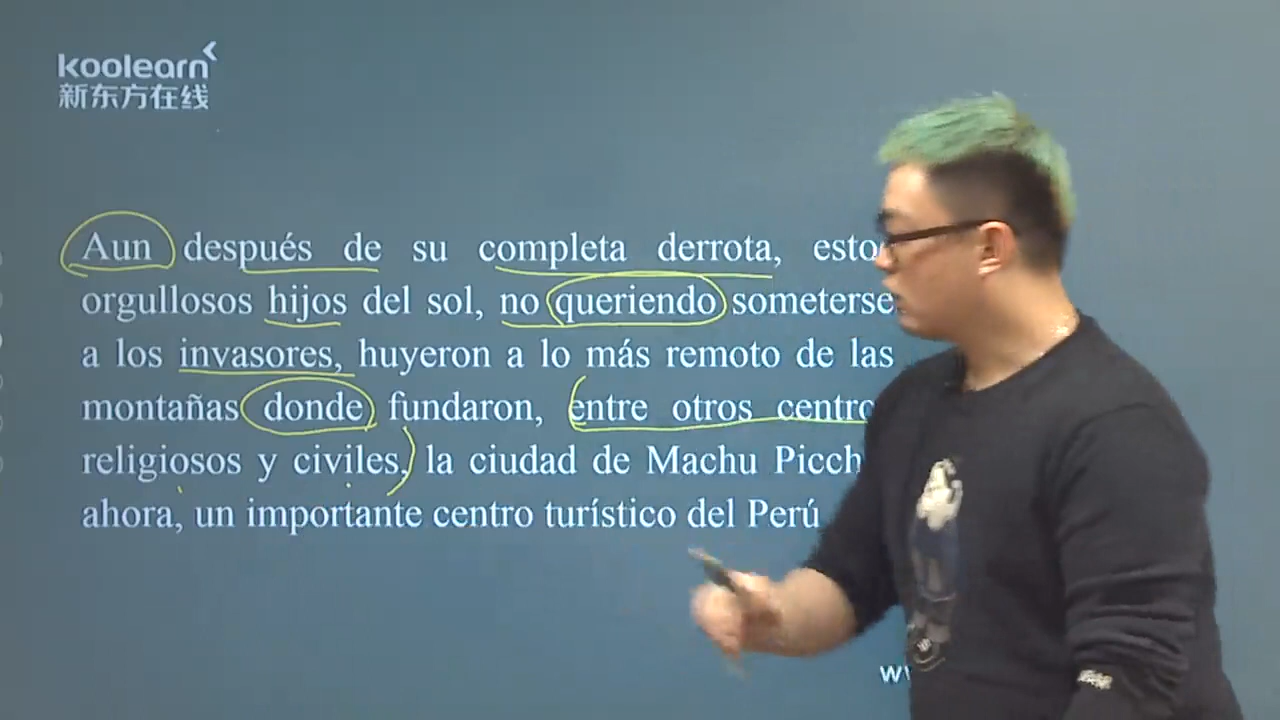 koolearn
新东方在线
Aun después de su completa derrota, esto
orgullosos hijos del sol, no queriendo someterse
a los invasores, huyeron a lo más remoto de las
montañas donde fundaron, entre otros centro
religiosos y civiles, la ciudad de Machu Picch
ahora, un importante centro turístico del Perú